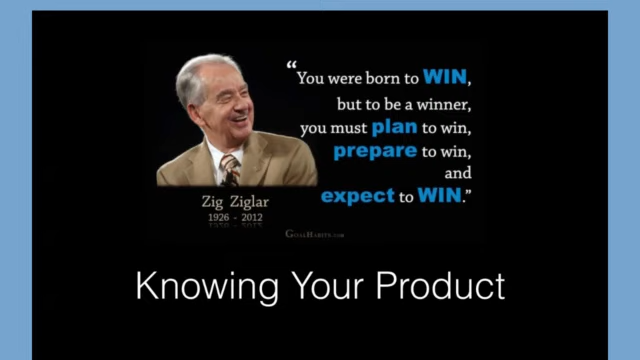 “You were born to WIN,
but to be a winner,
you must plan to win,
prepare to win,
and
expect to WIN.”
Zig Ziglar
1926 - 2012
Knowing Your Product